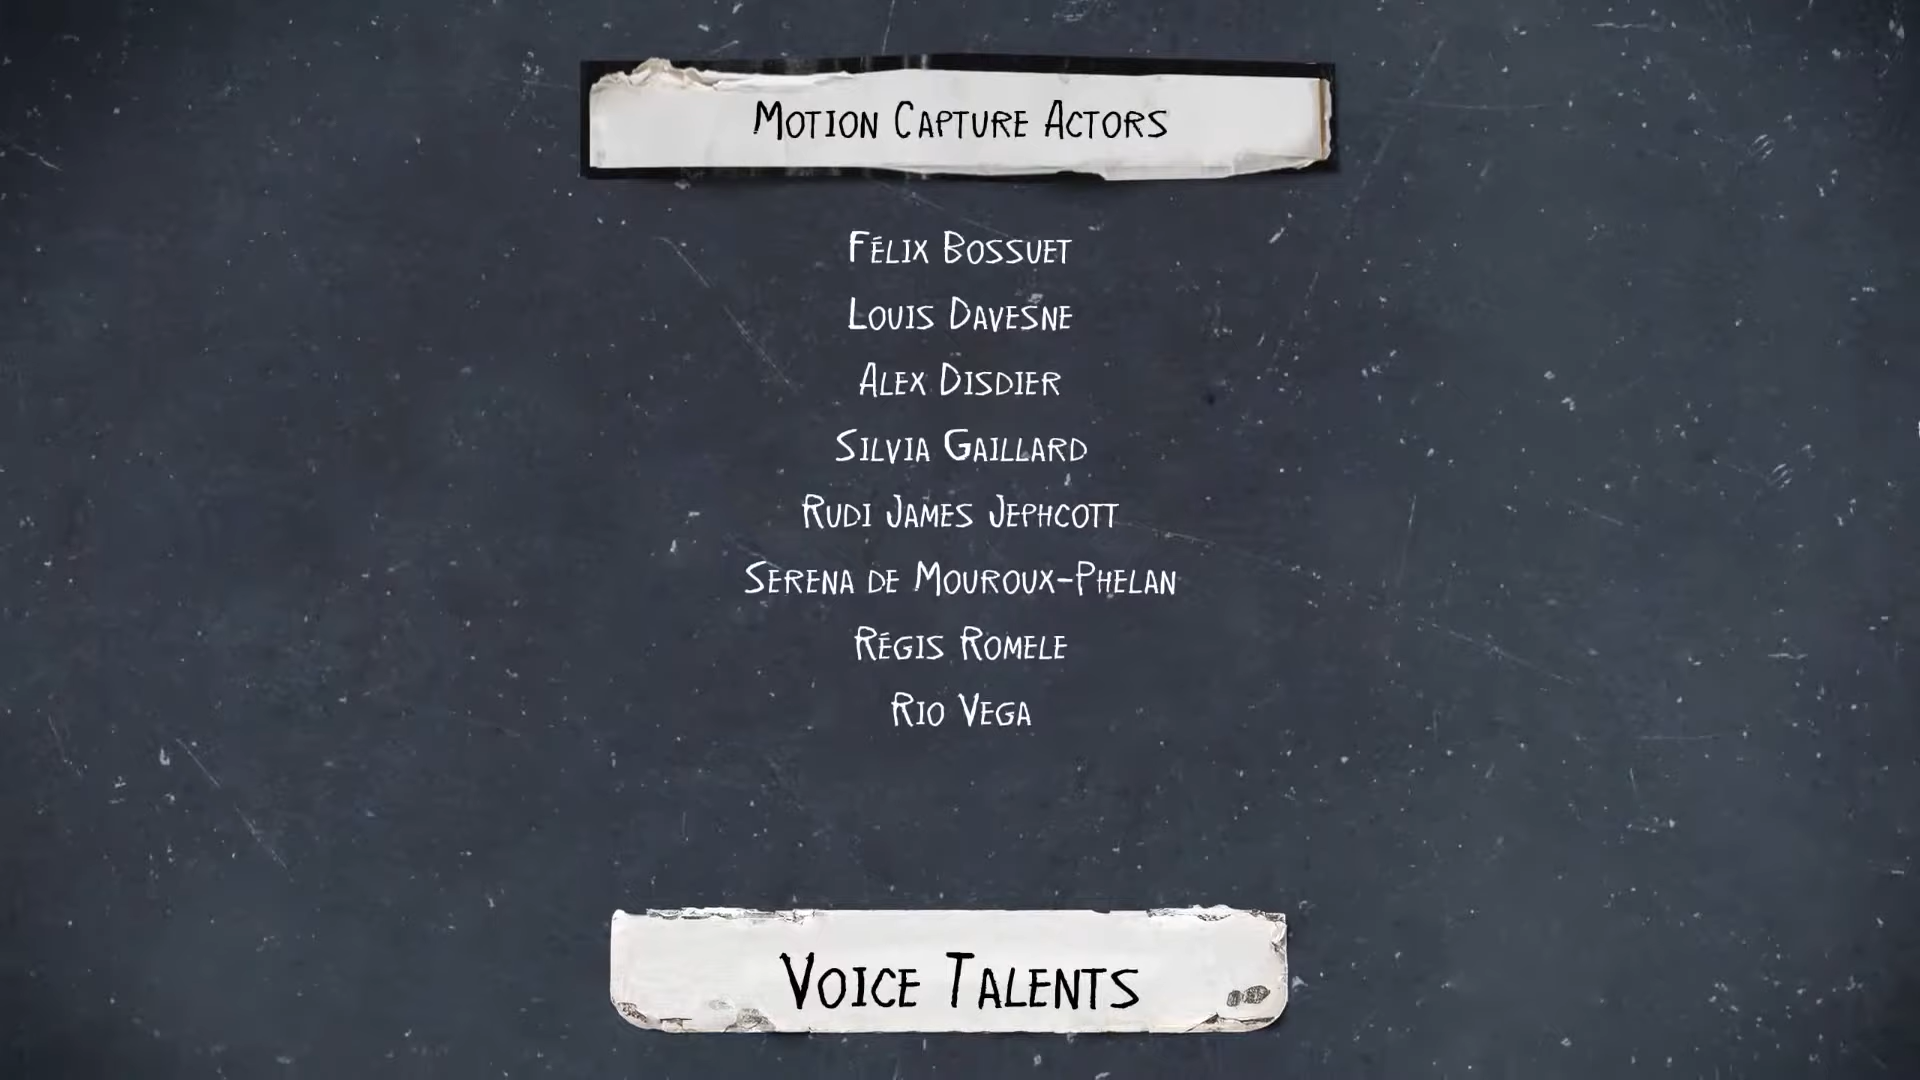 Motion Capture Actors
Félix Bossuet
Louis Davesne
Alex Disdier
Silvia Gaillard
Rudi James Jephcott
Serena de Mouroux-Phelan
Régis Romele
Rio Vega
Voice Talents